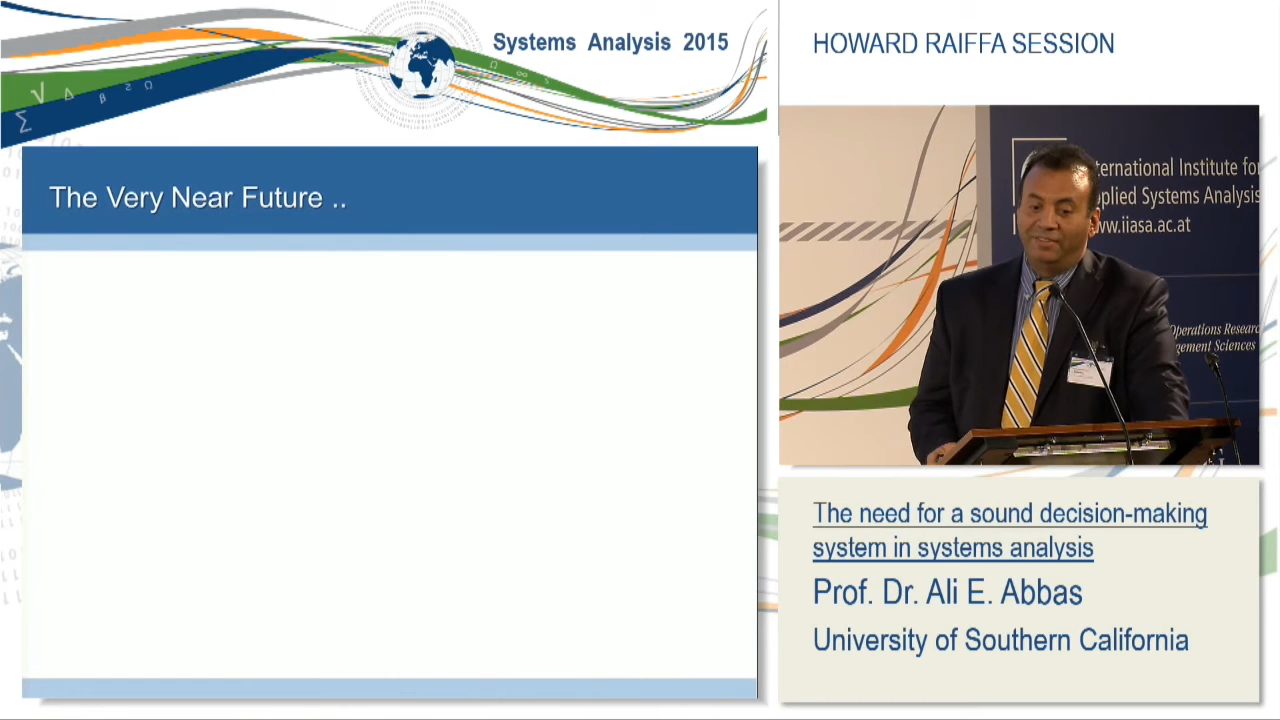 Systems Analysis 2015
HOWARD RAIFFA SESSION
The Very Near Future ..
ternational Institute for
plied Systems Analysis
ww.iiasa.ac.at
Operations Researc
gement Sciences
The need for a sound decision-making
system in systems analysis
Prof. Dr. Ali E. Abbas
University of Southern California